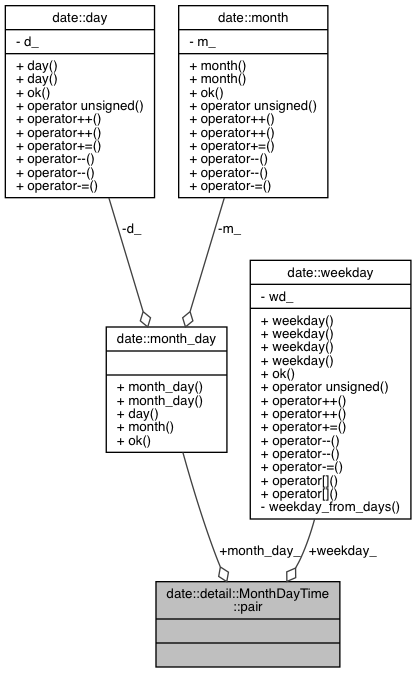 date::day
- d_
+ day()
+ day()
+ ok()
+ operator unsigned()
+ operator++()
+ operator++()
+ operator+=()
+ operator--()
+ operator--()
+ operator-=()
date::month
- m_
+ month()
+ month()
+ ok()
+ operator unsigned()
+ operator++()
+ operator++()
+ operator+=()
+ operator--()
+ operator--()
+ operator-=()
-d_
-m_
date::weekday
- wd_
+ weekday()
+ weekday()
+ weekday()
+ weekday()
+ ok()
+ operator unsigned()
+ operator++()
+ operator++()
+ operator+=()
+ operator--()
+ operator--()
+ operator-=()
+ operator[]()
+ operator[]()
- weekday_from_days()
date::month_day
+ month_day()
+ month_day()
+ day()
+ month()
+ ok()
+month_day_
+weekday_
date::detail::MonthDayTime
::pair